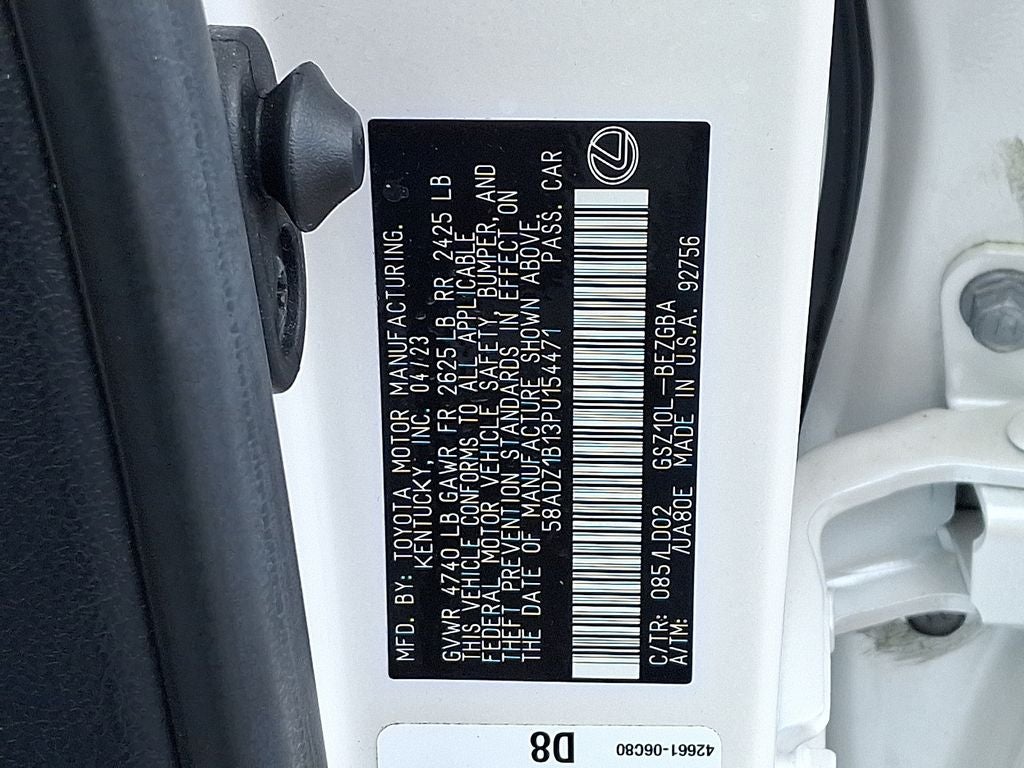 MFD. BY: TOYOTA MOTOR MANUFACTURING.
KENTUCKY, INC. 04/23
GVWR 4740 LB GAWR FR 2625 LB RR 2425 LB
THIS VEHICLE CONFORMS TO ALL APPLICABLE
FEDERAL MOTOR VEHICLE SAFETY, BUMPER, AND
THEFT PREVENTION STANDARDS IN EFFECT ON
THE DATE OF MANUFACTURE SHOWN ABOVE.
58ADZ1B13PU154471 PASS. CAR
C/TR: 085/LD02 GSZ10L-BEZGBA
A/TM: /UA80E MADE IN U.S.A. 92756
D8
42661-06C80